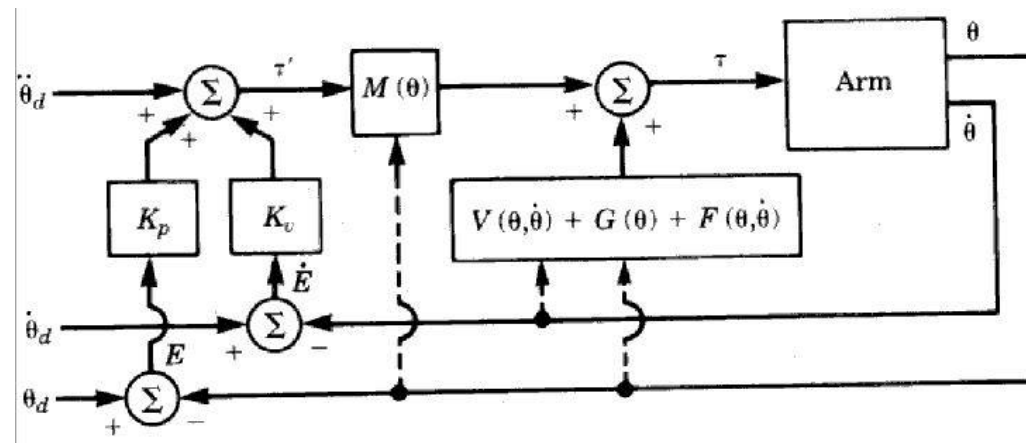 θ
τ′
τ
θ̈d
Σ
M (θ)
Σ
Arm
+
+
+
+
+
+
θ̇
Kp
Kv
V (θ,θ̇) + G (θ) + F (θ,θ̇)
Ė
θ̇d
Σ
+
−
E
θd
Σ
+
−